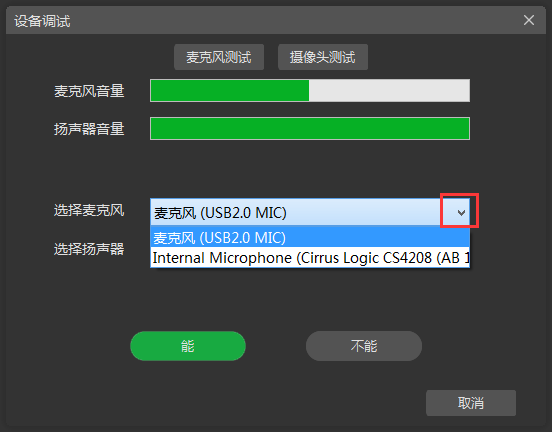 设备调试
麦克风测试 摄像头测试
麦克风音量
扬声器音量
选择麦克风 麦克风 (USB2.0 MIC)
麦克风 (USB2.0 MIC)
选择扬声器
Internal Microphone (Cirrus Logic CS4208 (AB 1
能 不能
取消